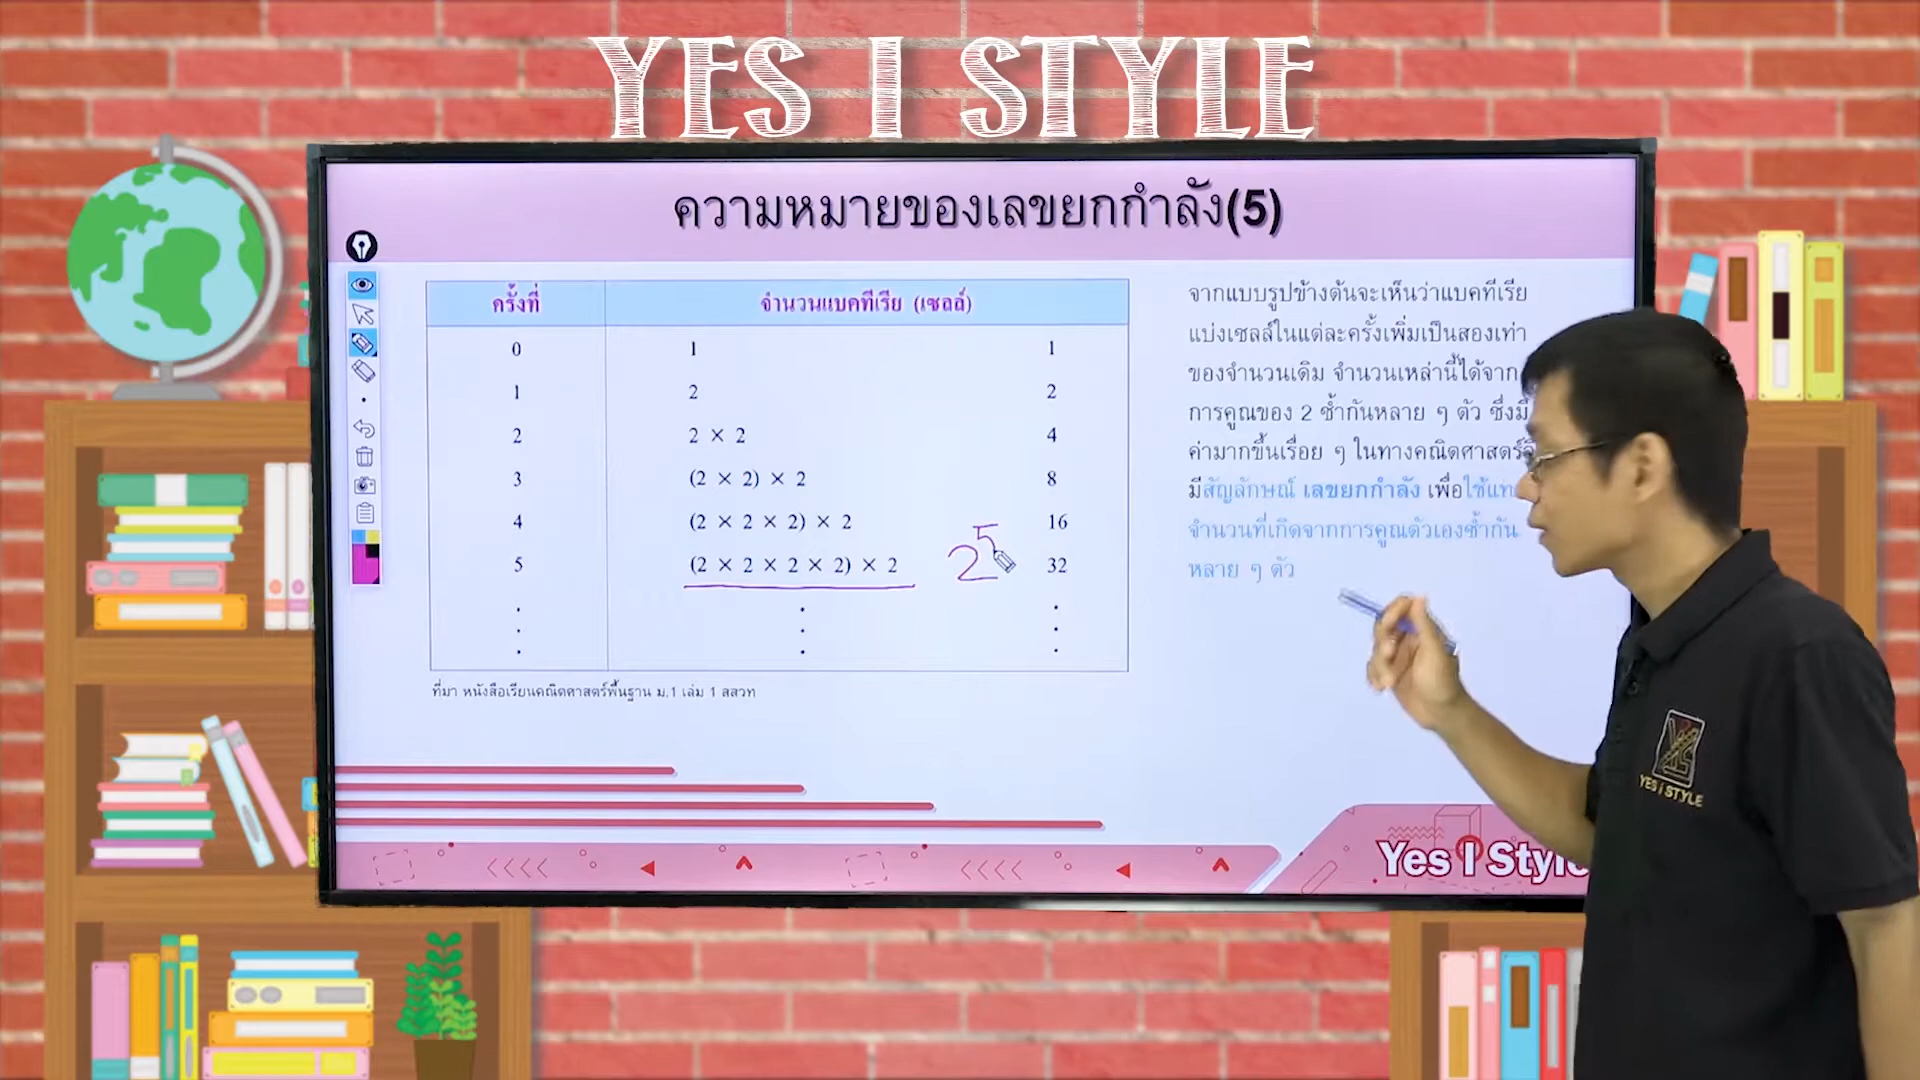 YES I STYLE
ความหมายของเลขยกกำลัง(5)
ครั้งที่ จำนวนแบคทีเรีย (เซลล์)
0 1 1
1 2 2
2 2 × 2 4
3 (2 × 2) × 2 8
4 (2 × 2 × 2) × 2 16
5 (2 × 2 × 2 × 2) × 2 2⁵ 32
ที่มา หนังสือเรียนคณิตศาสตร์พื้นฐาน ม.1 เล่ม 1 สสวท
จากแบบรูปข้างต้นจะเห็นว่าแบคทีเรีย
แบ่งเซลล์ในแต่ละครั้งเพิ่มเป็นสองเท่า
ของจำนวนเดิม จำนวนเหล่านี้ได้จาก
การคูณของ 2 ซ้ำกันหลาย ๆ ตัว ซึ่งมี
ค่ามากขึ้นเรื่อย ๆ ในทางคณิตศาสตร์
มีสัญลักษณ์ เลขยกกำลัง เพื่อใช้แทน
จำนวนที่เกิดจากการคูณตัวเองซ้ำกัน
หลาย ๆ ตัว
Yes I Style
YES I STYLE